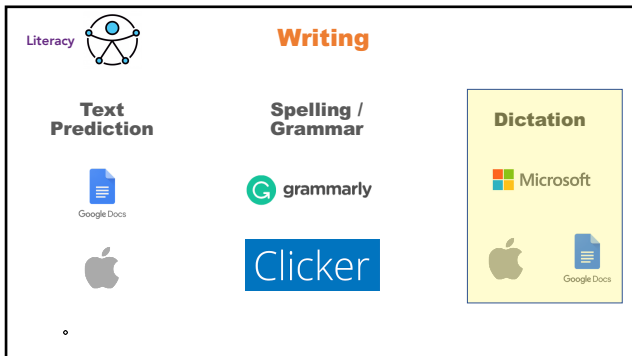 Literacy
Writing
Text
Prediction
Google Docs
Spelling /
Grammar
grammarly
Clicker
Dictation
Microsoft
Google Docs